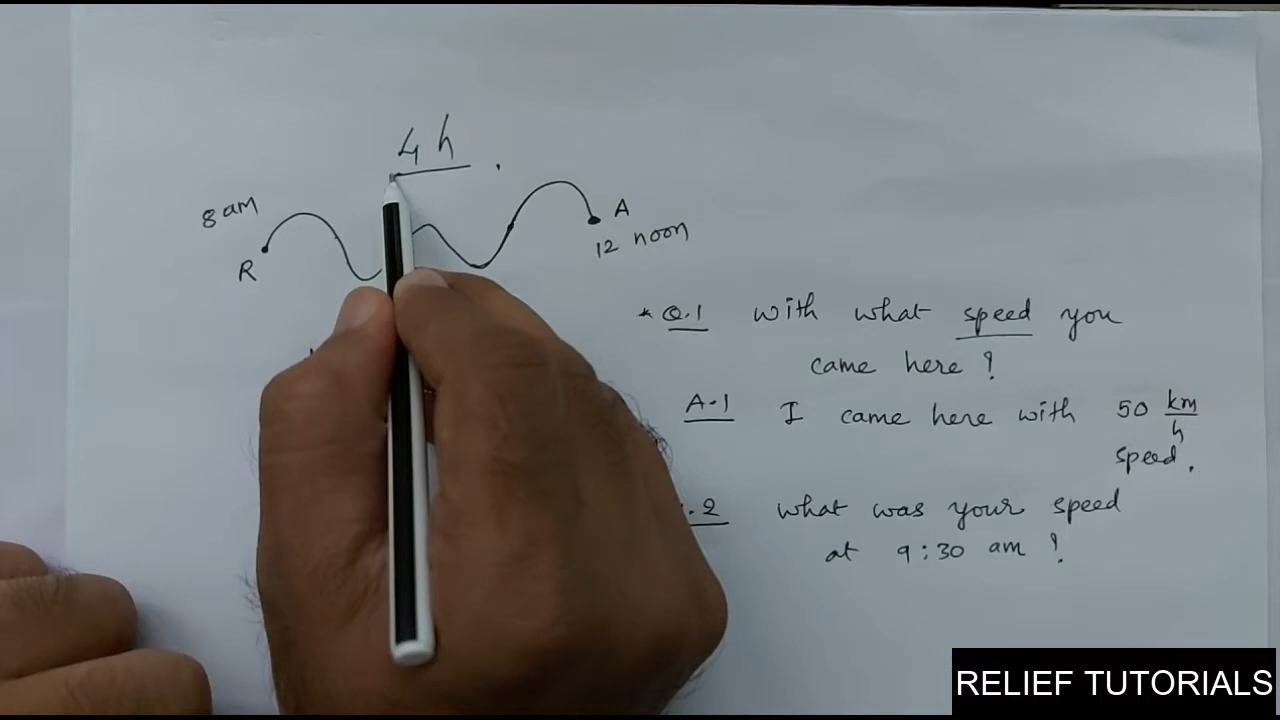 4 h
8 am
R
A
12 noon
* Q.1 with what speed you
came here ?
A.1 I came here with 50 km/h
speed.
.2 what was your speed
at 9:30 am ?
RELIEF TUTORIALS